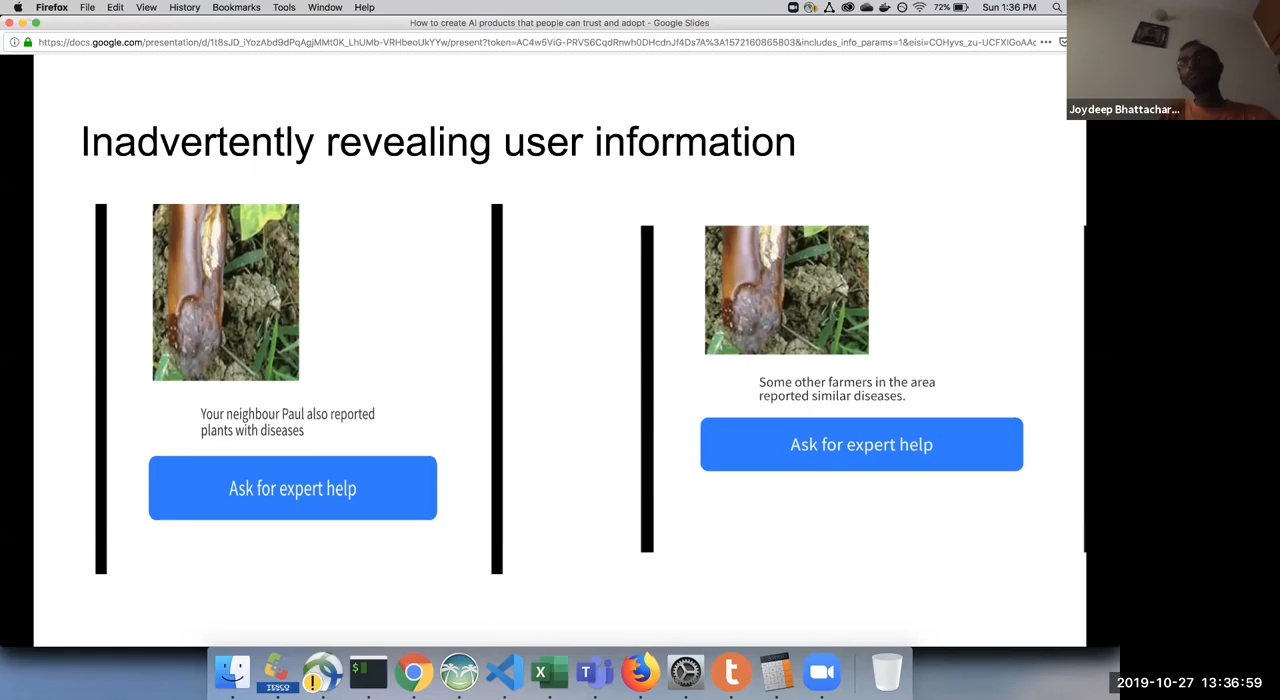 Firefox File Edit View History Bookmarks Tools Window Help 72% Sun 1:36 PM
How to create AI products that people can trust and adopt - Google Slides
Joydeep Bhattachar...
Inadvertently revealing user information
Your neighbour Paul also reported
plants with diseases
Ask for expert help
Some other farmers in the area
reported similar diseases.
Ask for expert help
TESCO
2019-10-27 13:36:59